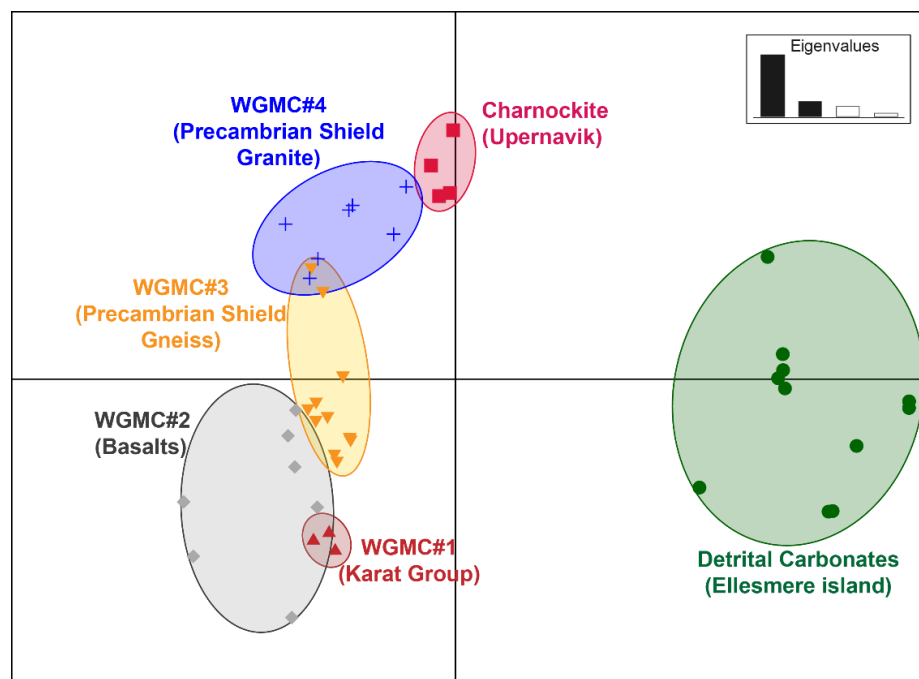 Eigenvalues
WGMC#4
(Precambrian Shield
Granite)
Charnockite
(Upernavik)
WGMC#3
(Precambrian Shield
Gneiss)
WGMC#2
(Basalts)
WGMC#1
(Karat Group)
Detrital Carbonates
(Ellesmere island)